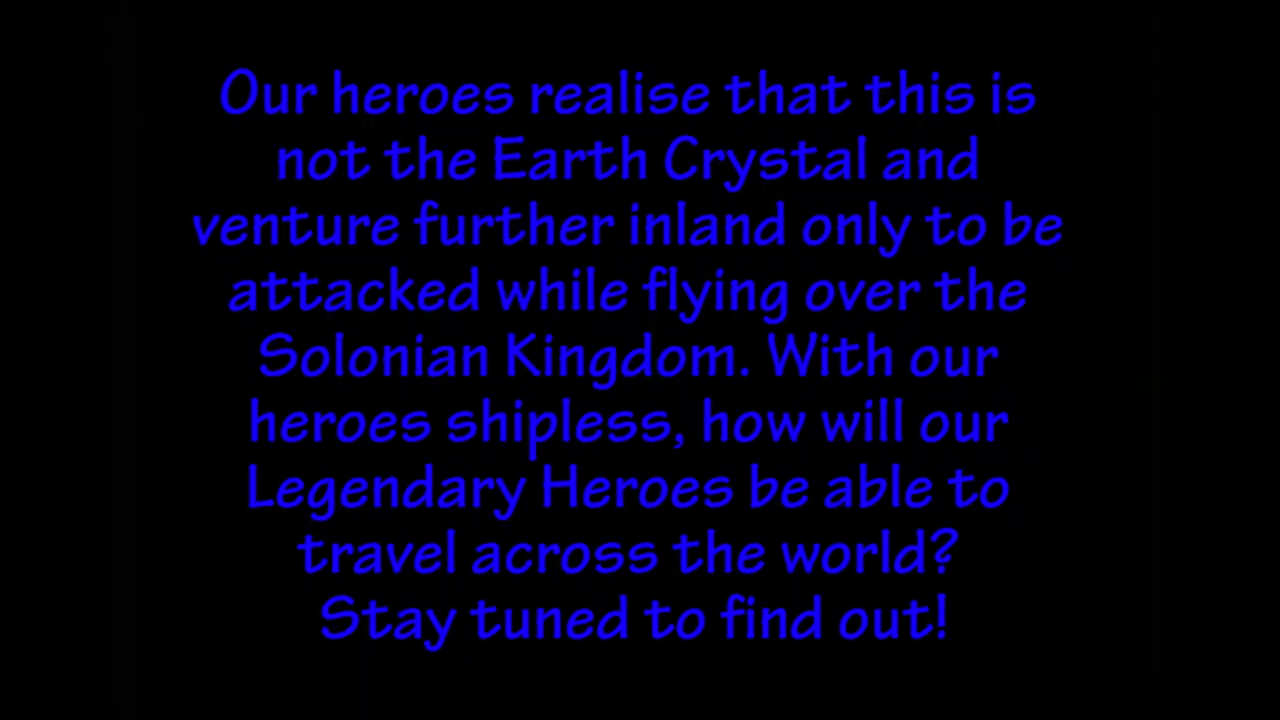 Our heroes realise that this is
not the Earth Crystal and
venture further inland only to be
attacked while flying over the
Solonian Kingdom. With our
heroes shipless, how will our
Legendary Heroes be able to
travel across the world?
Stay tuned to find out!